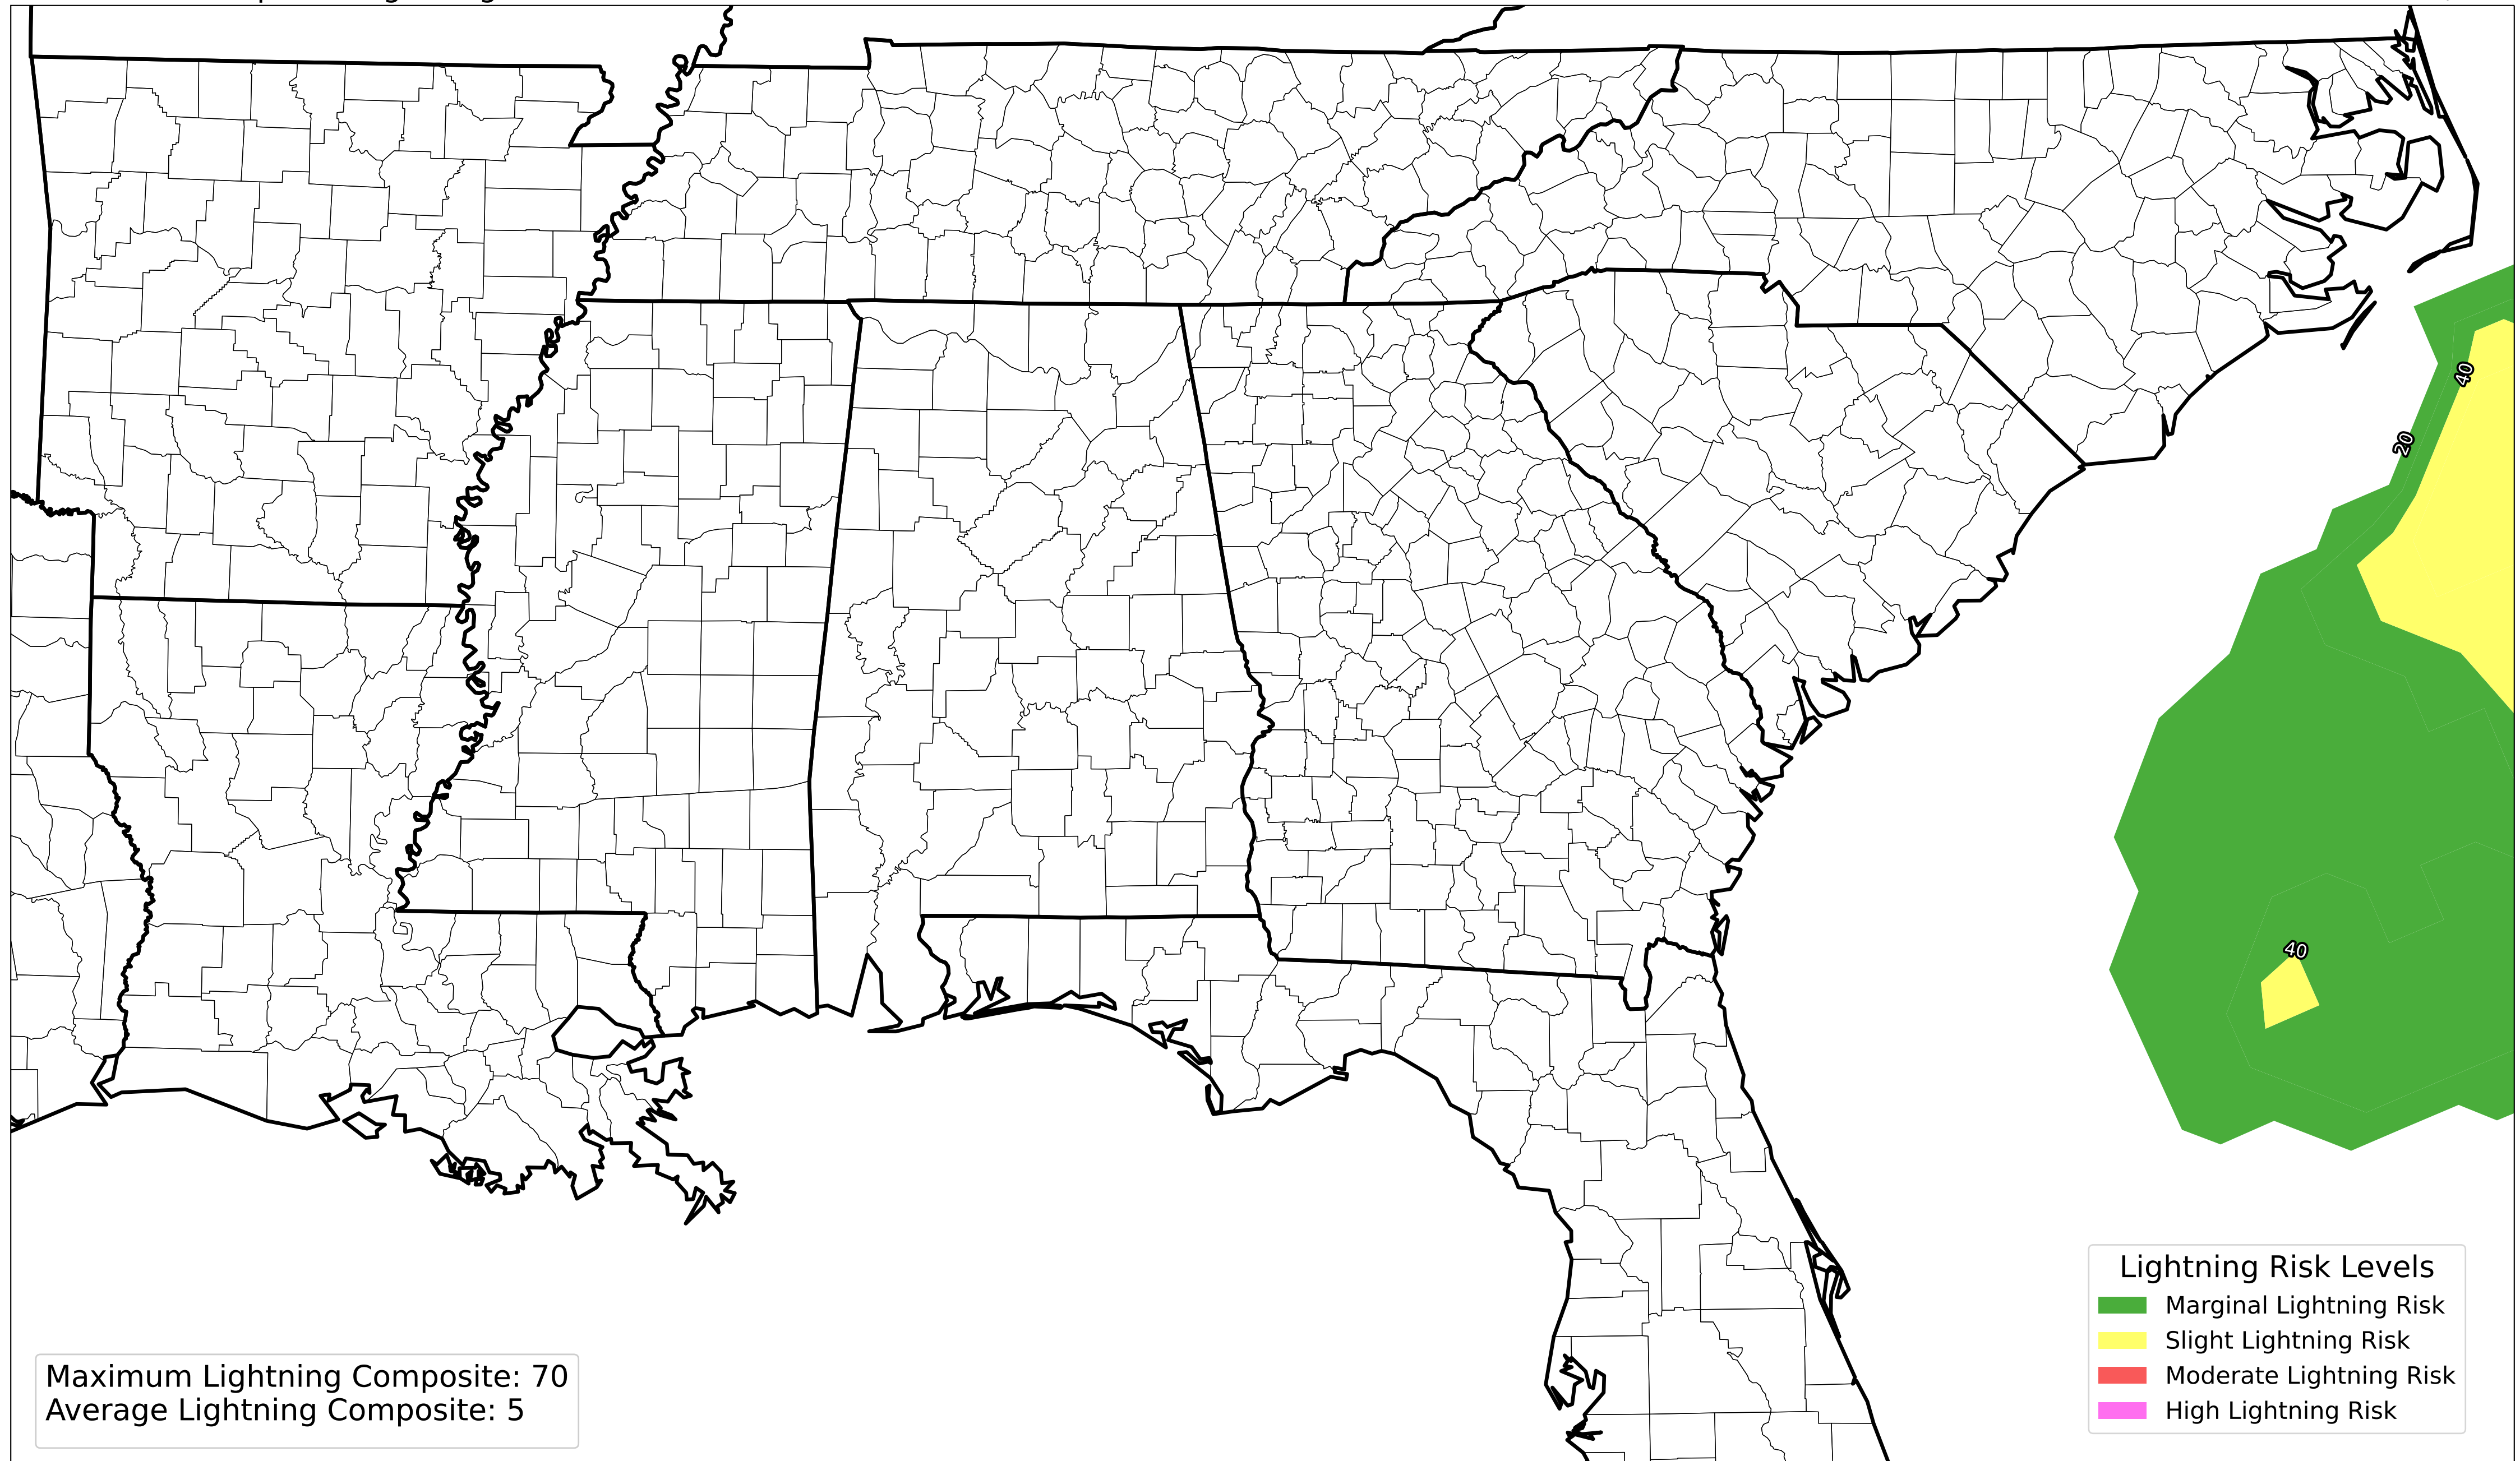 40
20
40
Lightning Risk Levels
Marginal Lightning Risk
Slight Lightning Risk
Moderate Lightning Risk
High Lightning Risk
Maximum Lightning Composite: 70
Average Lightning Composite: 5